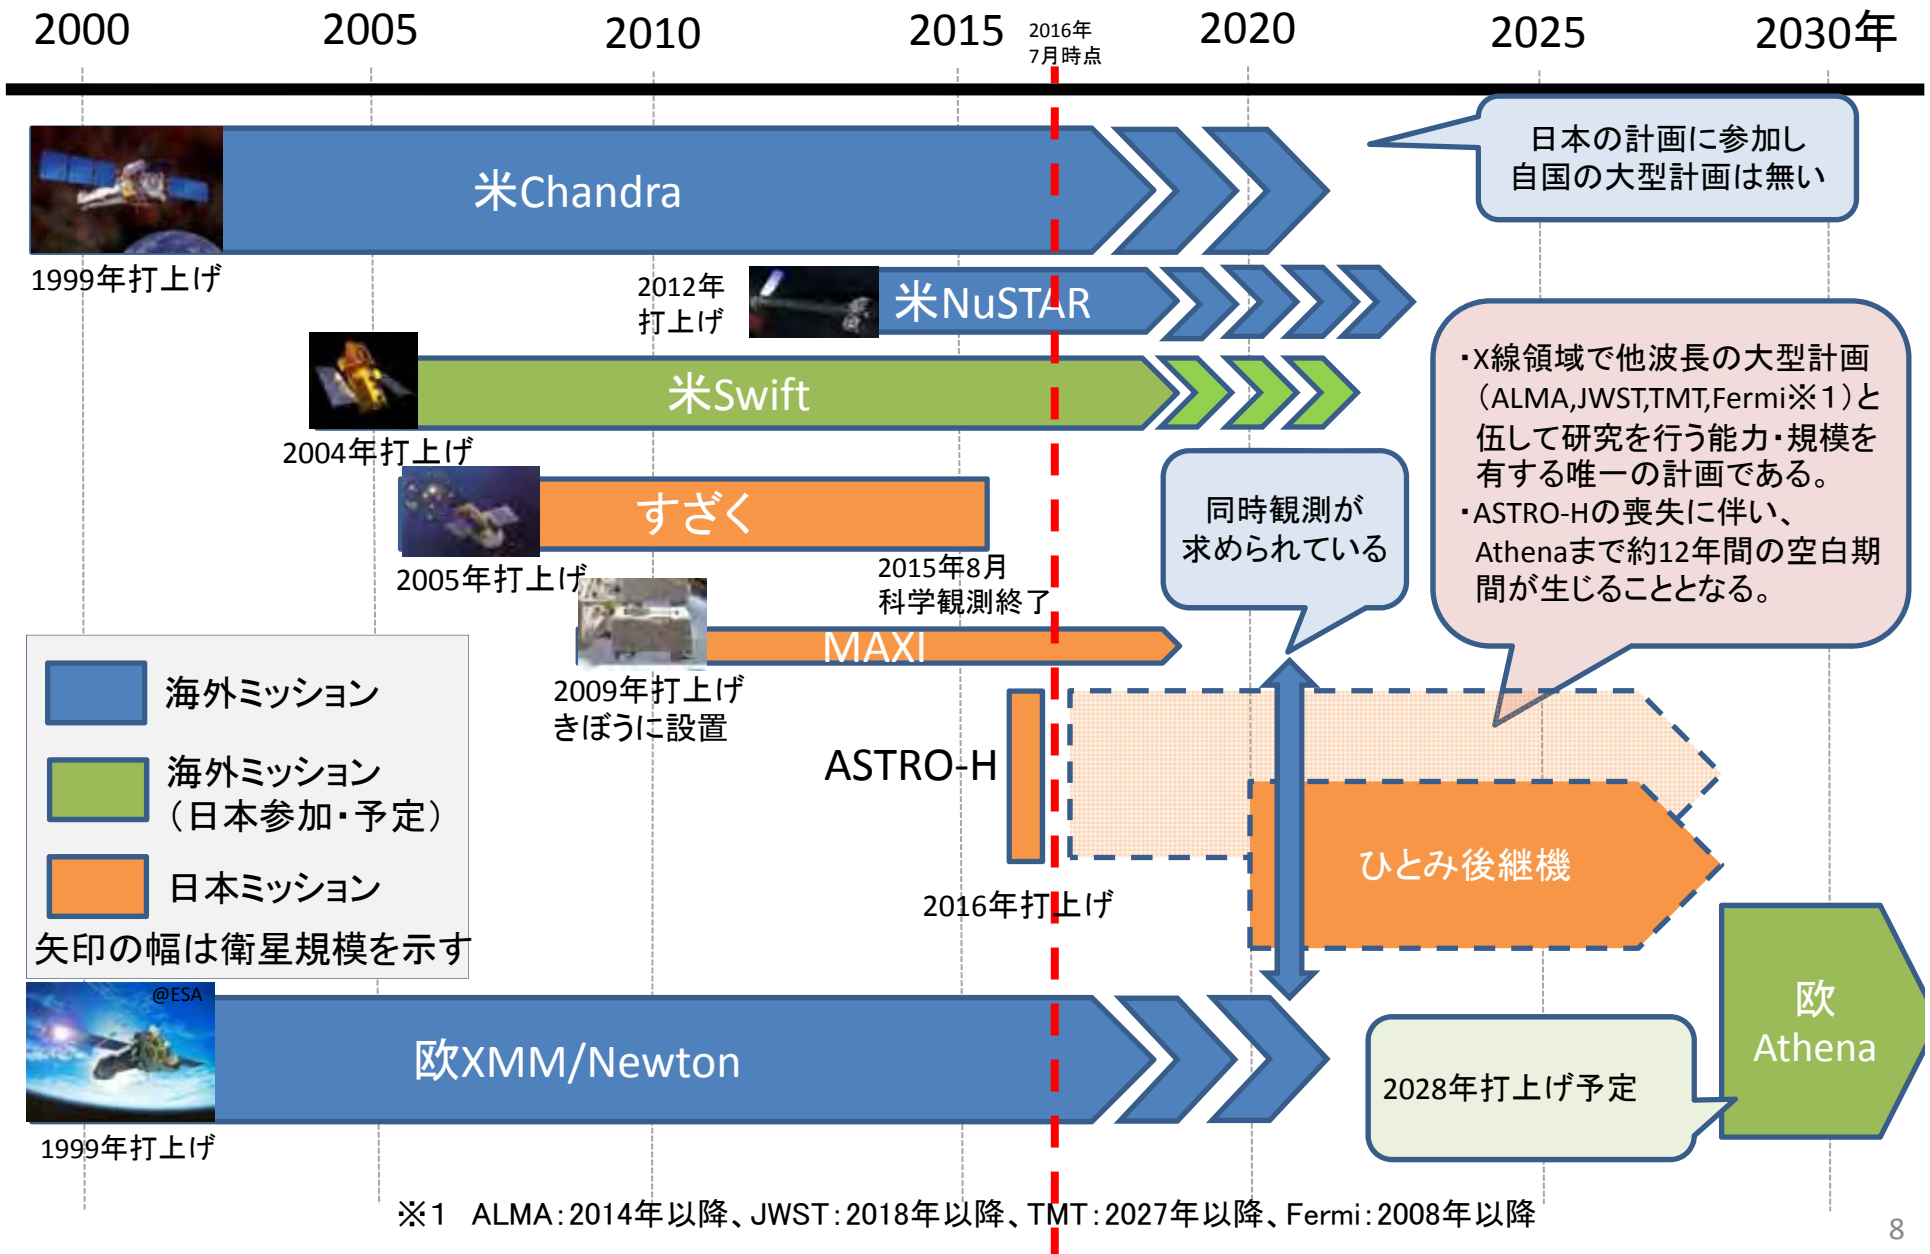 2000
2005
2010
2015
2016年
7月時点
2020
2025
2030年
米Chandra
日本の計画に参加し
自国の大型計画は無い
1999年打上げ
2012年
打上げ
米NuSTAR
米Swift
2004年打上げ
・X線領域で他波長の大型計画
(ALMA,JWST,TMT,Fermi※1)と
伍して研究を行う能力・規模を
有する唯一の計画である。
・ASTRO-Hの喪失に伴い、
Athenaまで約12年間の空白期
間が生じることとなる。
同時観測が
求められている
すざく
2005年打上げ
2015年8月
科学観測終了
MAXI
2009年打上げ
きぼうに設置
海外ミッション
海外ミッション
(日本参加・予定)
日本ミッション
矢印の幅は衛星規模を示す
ASTRO-H
2016年打上げ
ひとみ後継機
@ESA
欧XMM/Newton
1999年打上げ
欧
Athena
2028年打上げ予定
※1 ALMA:2014年以降、JWST:2018年以降、TMT:2027年以降、Fermi:2008年以降
8